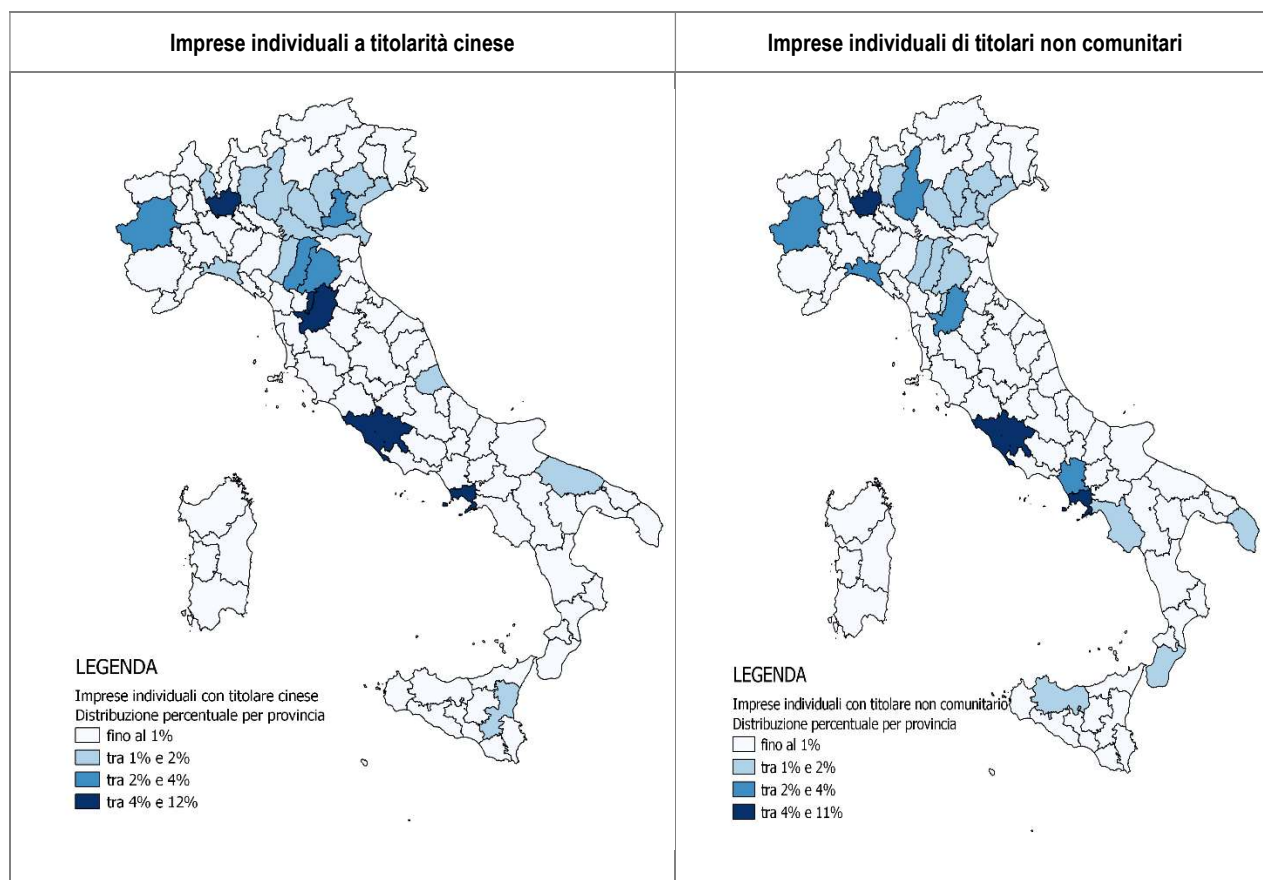 Imprese individuali a titolarità cinese
Imprese individuali di titolari non comunitari
LEGENDA
Imprese individuali con titolare cinese
Distribuzione percentuale per provincia
fino al 1%
tra 1% e 2%
tra 2% e 4%
tra 4% e 12%
LEGENDA
Imprese individuali con titolare non comunitario
Distribuzione percentuale per provincia
fino al 1%
tra 1% e 2%
tra 2% e 4%
tra 4% e 11%